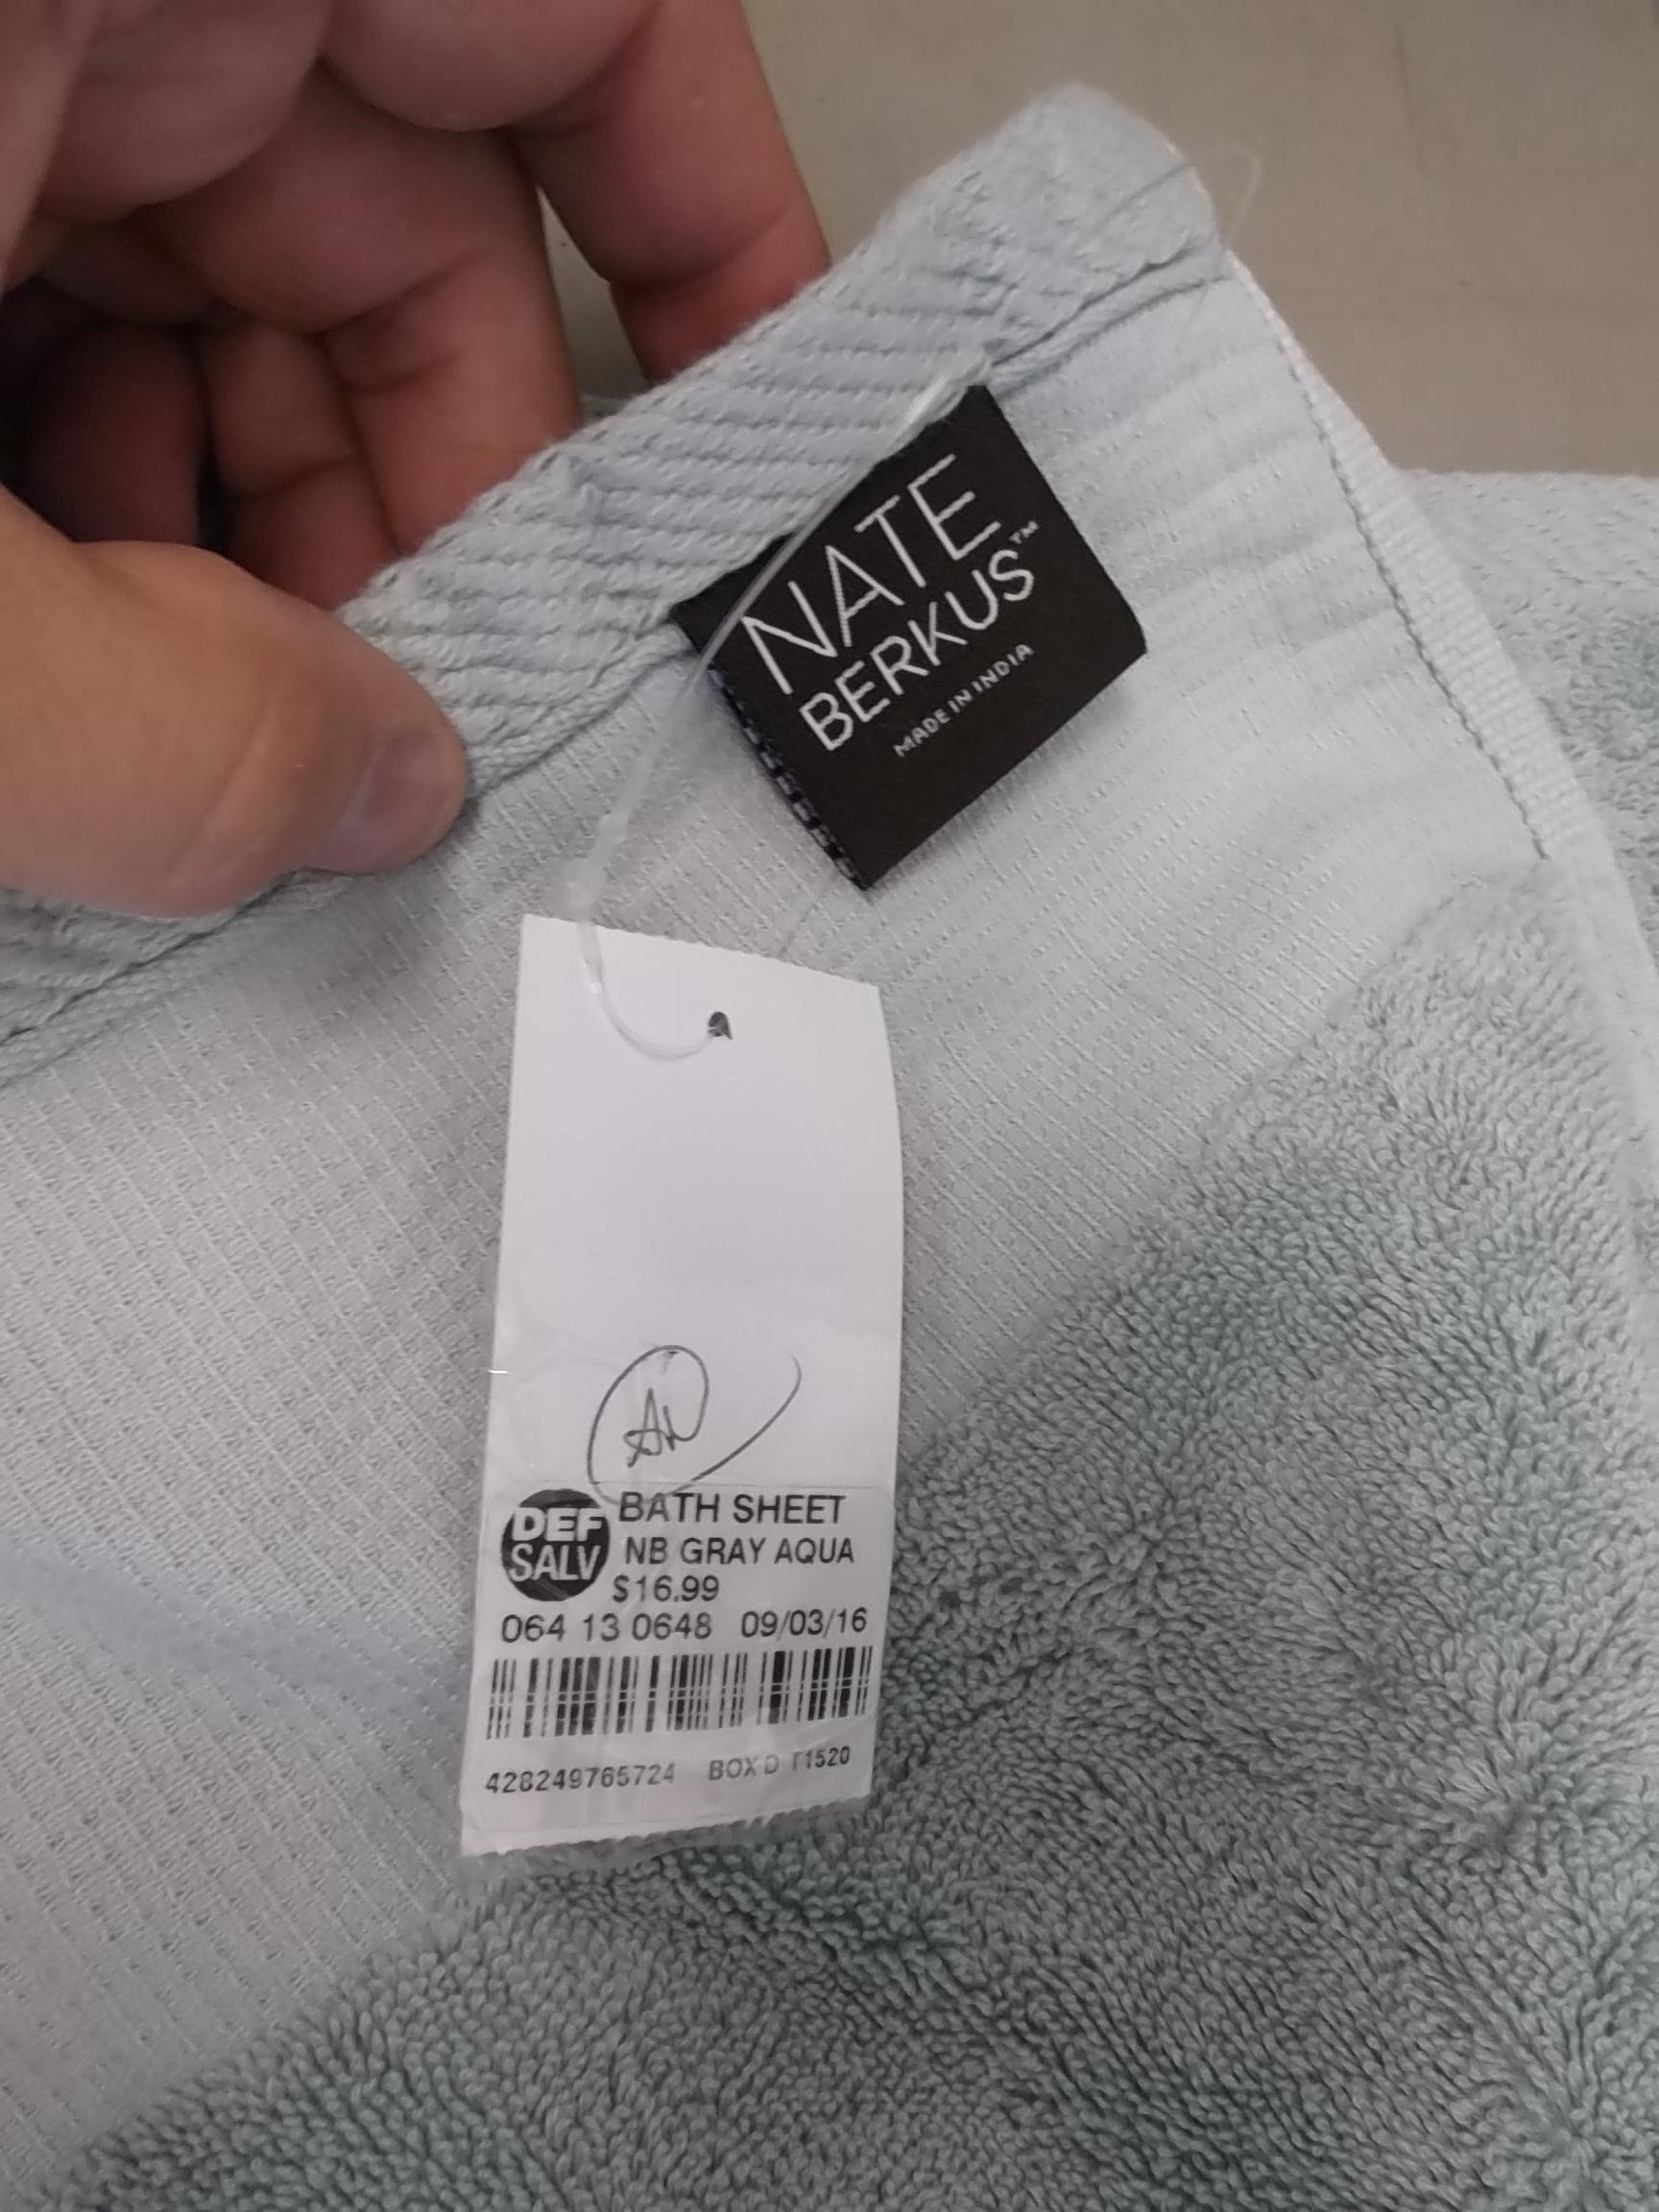 NATE
BERKUS™
MADE IN INDIA
DEF
SALV
BATH SHEET
NB GRAY AQUA
$16.99
064 13 0648 09/03/16
428249765724 BOX D T1520